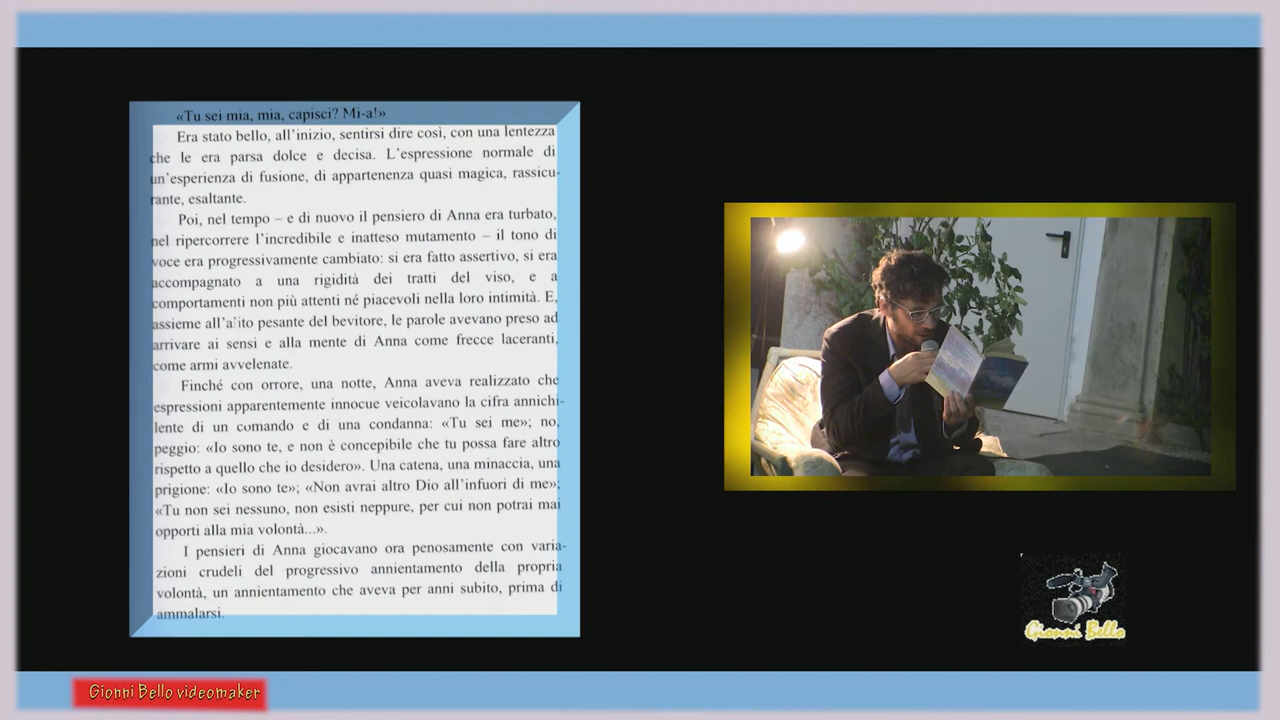 «Tu sei mia, mia, capisci? Mi-a!»
Era stato bello, all'inizio, sentirsi dire così, con una lentezza
che le era parsa dolce e decisa. L'espressione normale di
un'esperienza di fusione, di appartenenza quasi magica, rassicu-
rante, esaltante.
Poi, nel tempo – e di nuovo il pensiero di Anna era turbato,
nel ripercorrere l'incredibile e inatteso mutamento – il tono di
voce era progressivamente cambiato: si era fatto assertivo, si era
accompagnato a una rigidità dei tratti del viso, e a
comportamenti non più attenti né piacevoli nella loro intimità. E,
assieme all'alito pesante del bevitore, le parole avevano preso ad
arrivare ai sensi e alla mente di Anna come frecce laceranti,
come armi avvelenate.
Finché con orrore, una notte, Anna aveva realizzato che
espressioni apparentemente innocue veicolavano la cifra annichi-
lente di un comando e di una condanna: «Tu sei me»; no,
peggio: «Io sono te, e non è concepibile che tu possa fare altro
rispetto a quello che io desidero». Una catena, una minaccia, una
prigione: «Io sono te»; «Non avrai altro Dio all'infuori di me»;
«Tu non sei nessuno, non esisti neppure, per cui non potrai mai
opporti alla mia volontà...».
I pensieri di Anna giocavano ora penosamente con varia-
zioni crudeli del progressivo annientamento della propria
volontà, un annientamento che aveva per anni subito, prima di
ammalarsi.
Gionni Bello
Gionni Bello videomaker